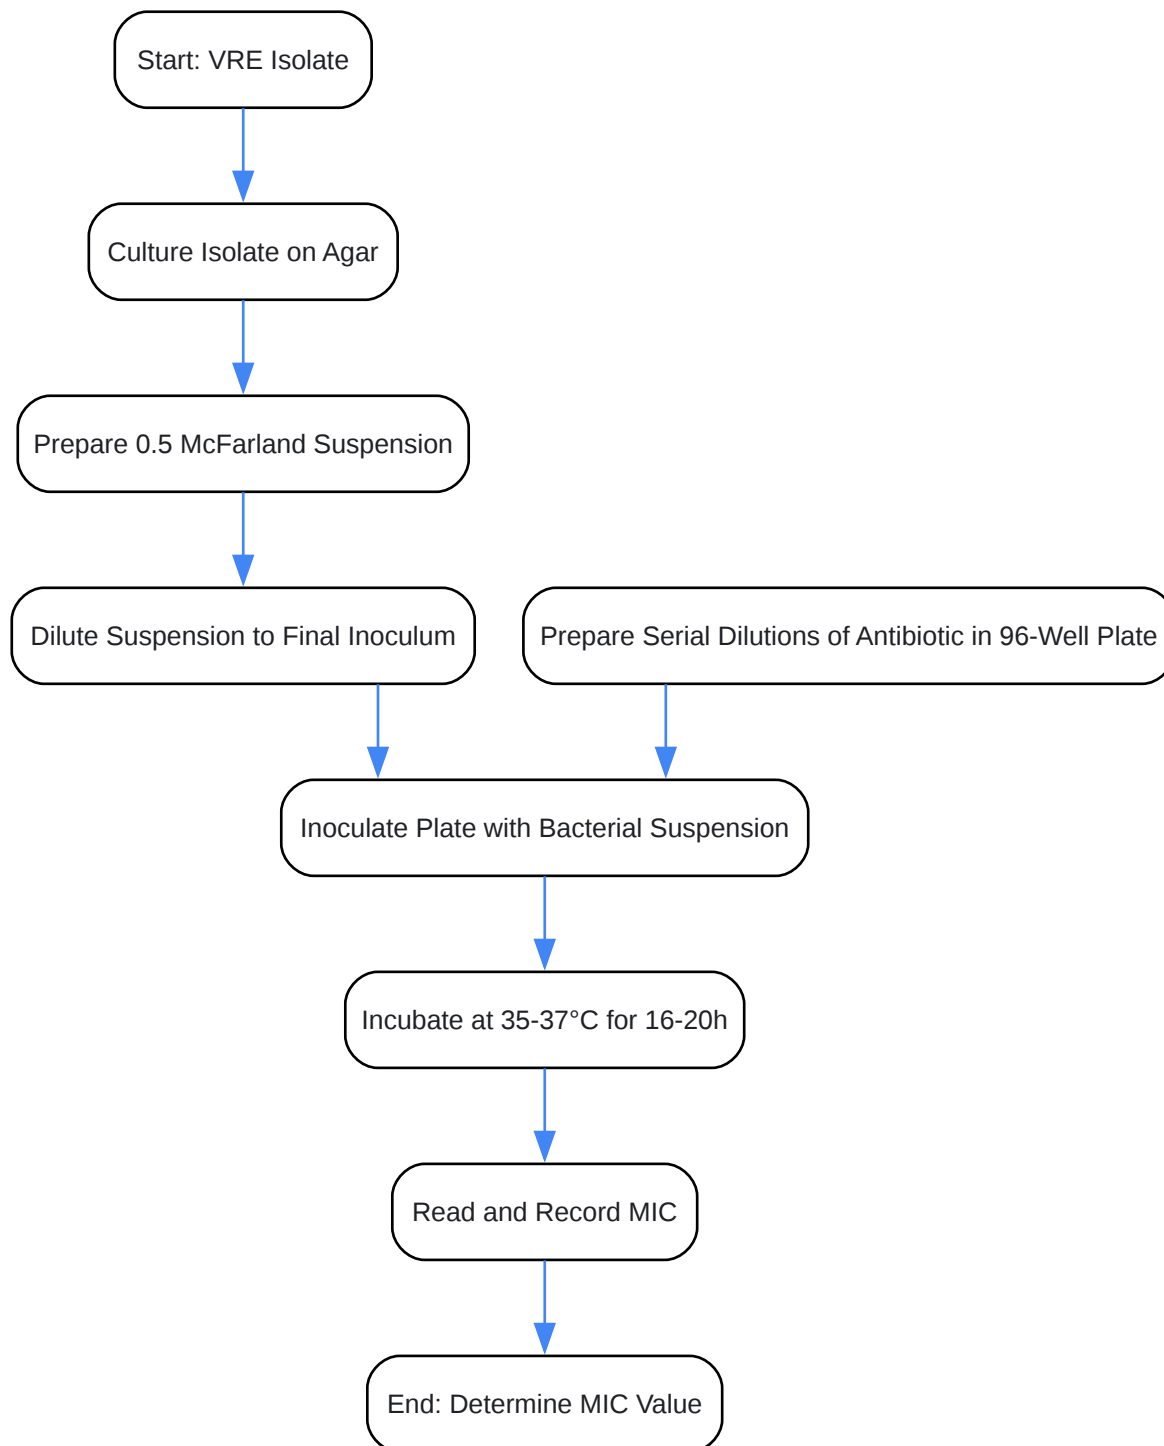 Start: VRE Isolate
Culture Isolate on Agar
Prepare 0.5 McFarland Suspension
Dilute Suspension to Final Inoculum
Prepare Serial Dilutions of Antibiotic in 96-Well Plate
Inoculate Plate with Bacterial Suspension
Incubate at 35-37°C for 16-20h
Read and Record MIC
End: Determine MIC Value